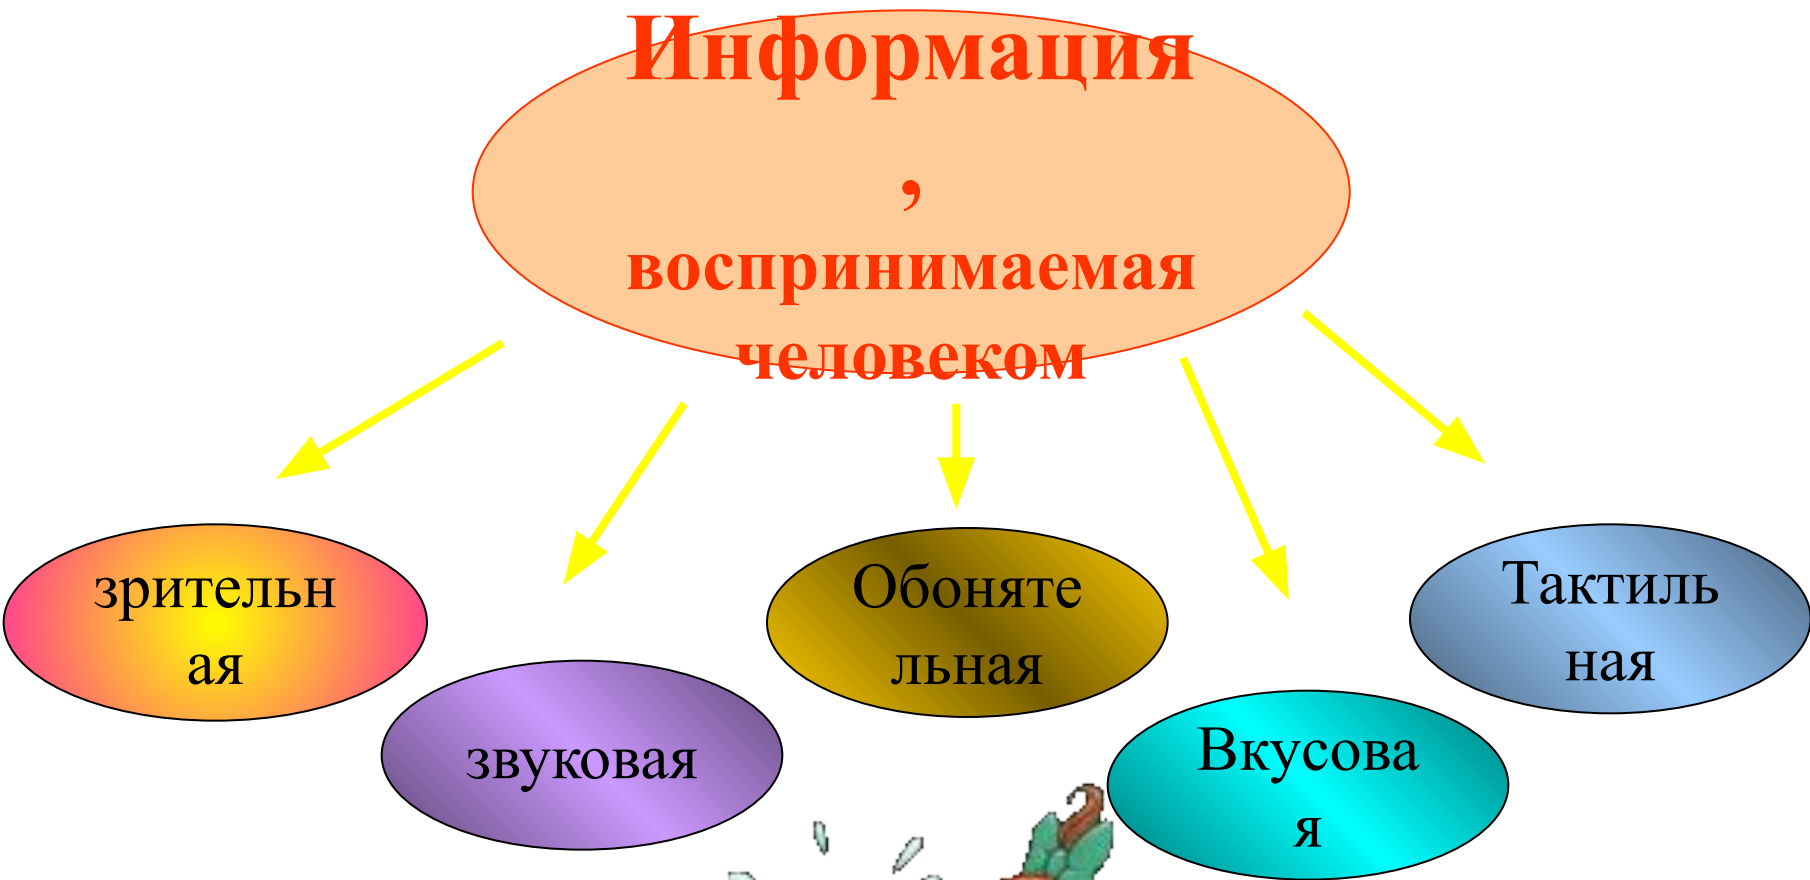 Информация
,
воспринимаемая
человеком
зрительн
ая
звуковая
Обоняте
льная
Вкусова
я
Тактиль
ная